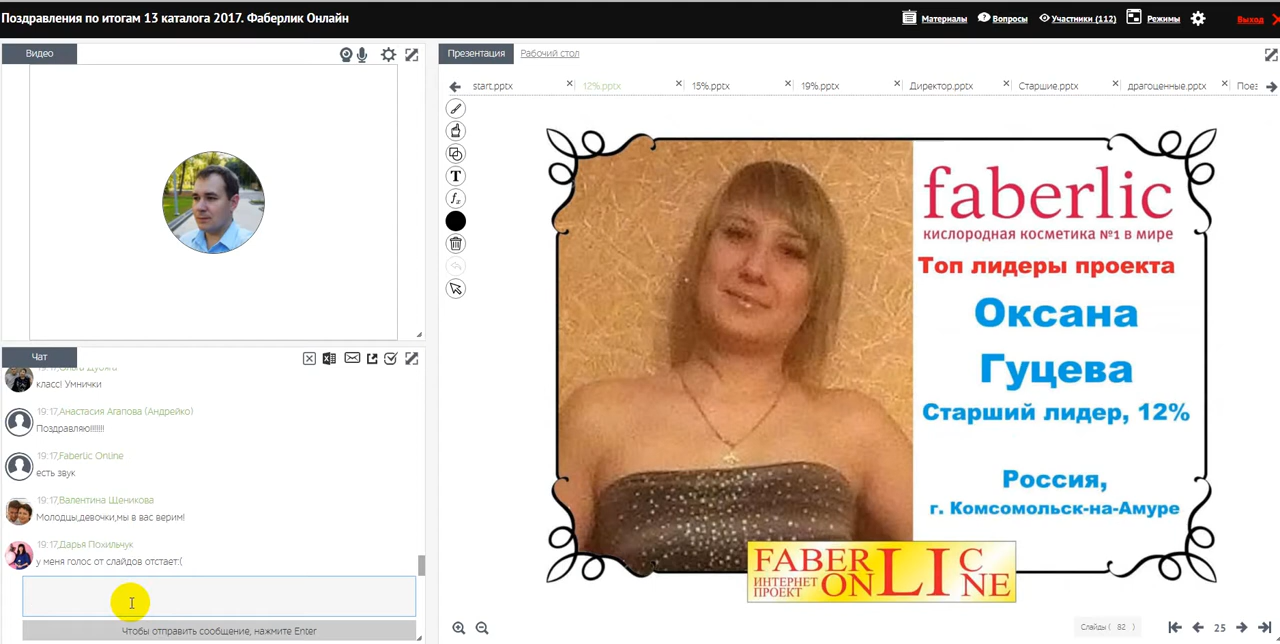 Поздравления по итогам 13 каталога 2017. Фаберлик Онлайн
Материалы Вопросы Участники (112) Режимы Выход
Видео
Презентация Рабочий стол
start.pptx 12%.pptx 15%.pptx 19%.pptx Директор.pptx Старшие.pptx драгоценные.pptx Поез
T
fx
faberlic
кислородная косметика №1 в мире
Топ лидеры проекта
Оксана
Гуцева
Старший лидер, 12%
Россия,
г. Комсомольск-на-Амуре
FABERLIC
ИНТЕРНЕТ
ПРОЕКТ
ONLINE
Чат
класс! Умнички
19:17,Анастасия Агапова (Андрейко)
Поздравляю!!!!!!!
19:17,Faberlic Online
есть звук
19:17,Валентина Щеникова
Молодцы,девочки,мы в вас верим!
19:17,Дарья Похильчук
у меня голос от слайдов отстает:(
Чтобы отправить сообщение, нажмите Enter
Слайды ( 82 )
25